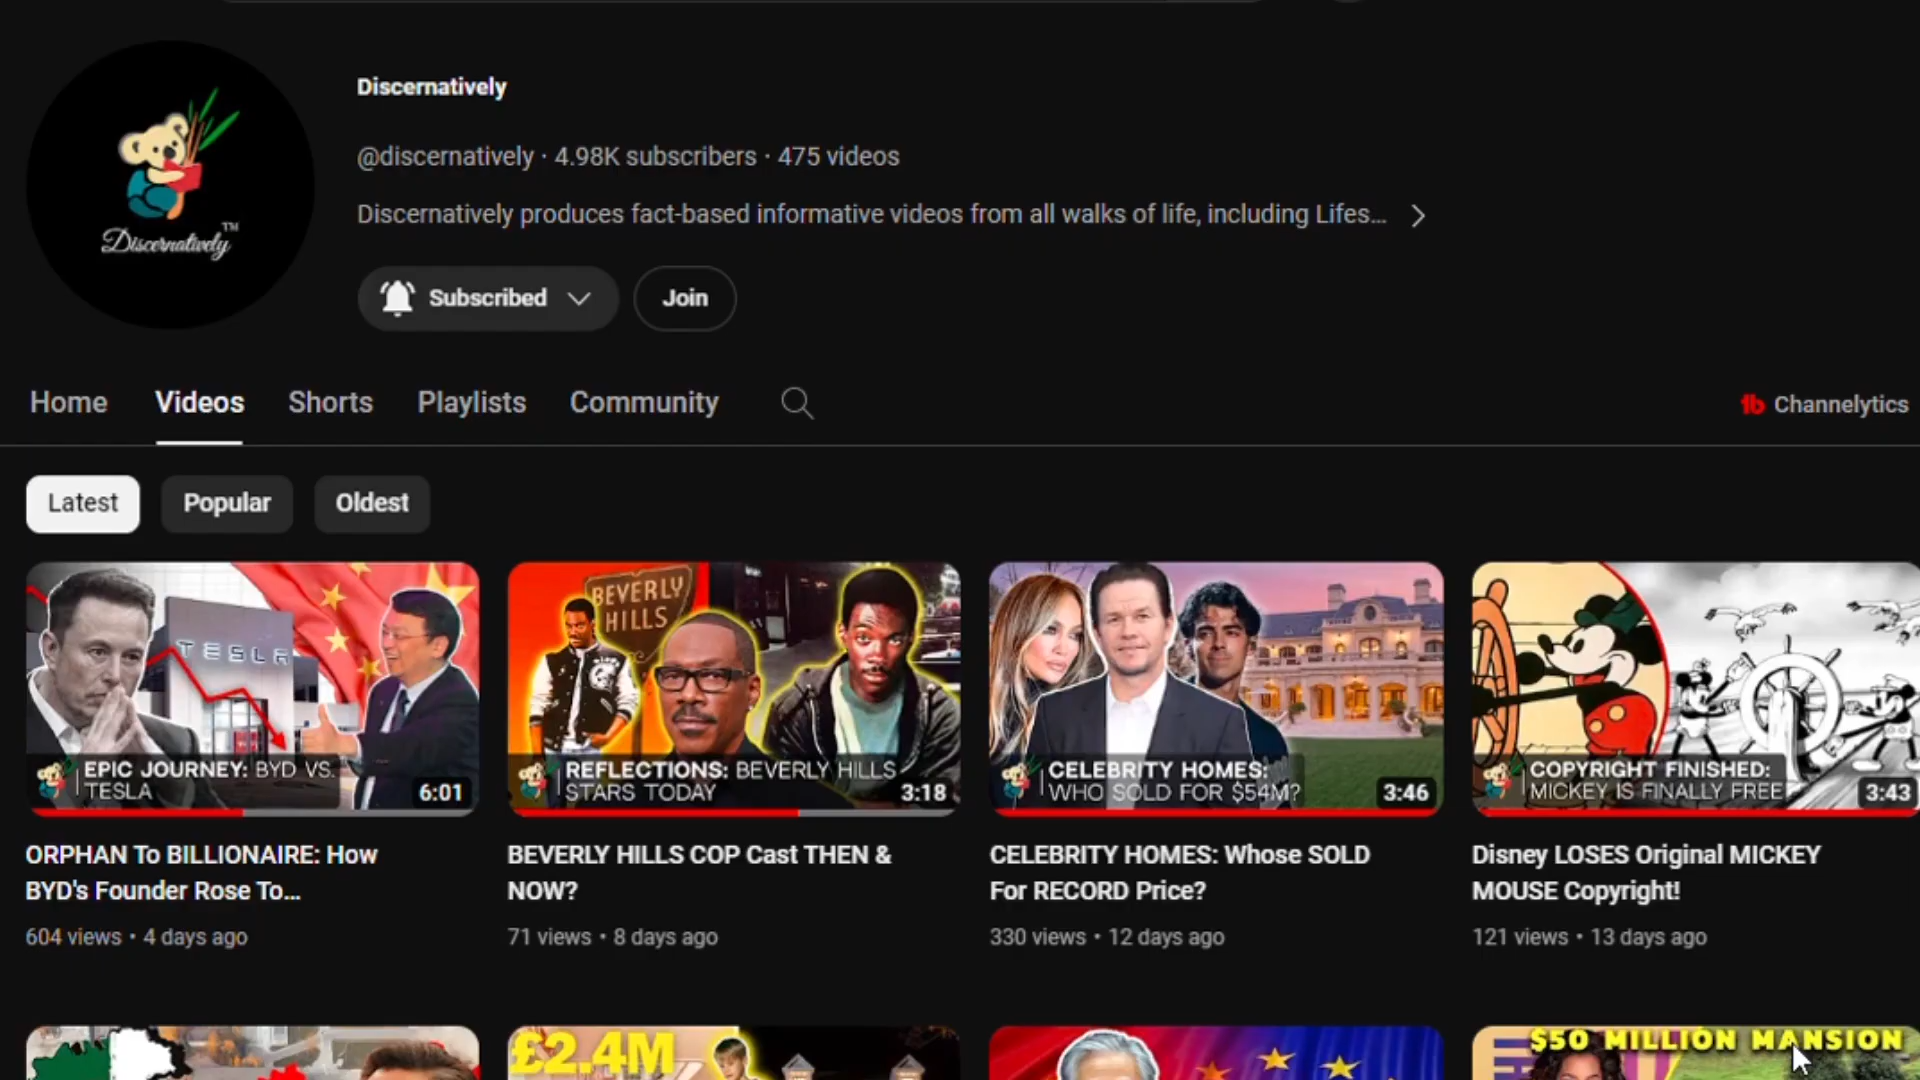 Discernatively
@discernatively · 4.98K subscribers · 475 videos
Discernatively produces fact-based informative videos from all walks of life, including Lifes...
Discernatively™
Subscribed
Join
Home
Videos
Shorts
Playlists
Community
tb Channelytics
Latest
Popular
Oldest
TESLA
EPIC JOURNEY: BYD VS.
TESLA
6:01
BEVERLY
HILLS
REFLECTIONS: BEVERLY HILLS
STARS TODAY
3:18
CELEBRITY HOMES:
WHO SOLD FOR $54M?
3:46
COPYRIGHT FINISHED:
MICKEY IS FINALLY FREE
3:43
ORPHAN To BILLIONAIRE: How
BYD's Founder Rose To...
604 views • 4 days ago
BEVERLY HILLS COP Cast THEN &
NOW?
71 views • 8 days ago
CELEBRITY HOMES: Whose SOLD
For RECORD Price?
330 views • 12 days ago
Disney LOSES Original MICKEY
MOUSE Copyright!
121 views • 13 days ago
£2.4M
$50 MILLION MANSION